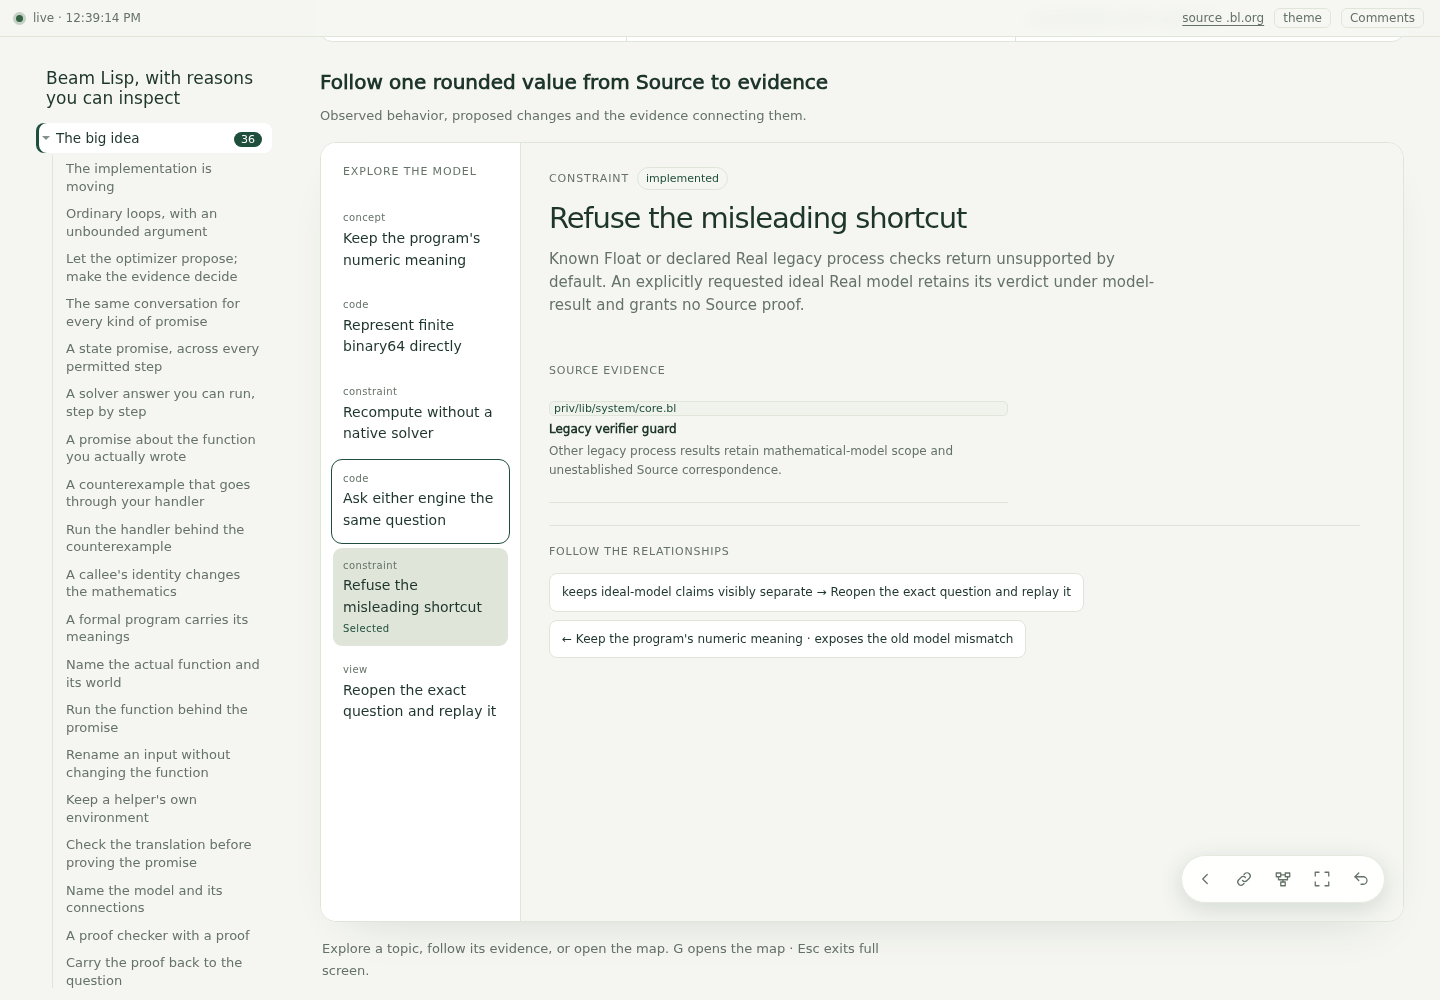 live · 12:39:14 PM
source .bl.org
theme
Comments
Beam Lisp, with reasons
you can inspect
The big idea
36
The implementation is
moving
Ordinary loops, with an
unbounded argument
Let the optimizer propose;
make the evidence decide
The same conversation for
every kind of promise
A state promise, across every
permitted step
A solver answer you can run,
step by step
A promise about the function
you actually wrote
A counterexample that goes
through your handler
Run the handler behind the
counterexample
A callee's identity changes
the mathematics
A formal program carries its
meanings
Name the actual function and
its world
Run the function behind the
promise
Rename an input without
changing the function
Keep a helper's own
environment
Check the translation before
proving the promise
Name the model and its
connections
A proof checker with a proof
Carry the proof back to the
question
Follow one rounded value from Source to evidence
Observed behavior, proposed changes and the evidence connecting them.
EXPLORE THE MODEL
concept
Keep the program's
numeric meaning
code
Represent finite
binary64 directly
constraint
Recompute without a
native solver
code
Ask either engine the
same question
constraint
Refuse the
misleading shortcut
Selected
view
Reopen the exact
question and replay it
CONSTRAINT
implemented
Refuse the misleading shortcut
Known Float or declared Real legacy process checks return unsupported by
default. An explicitly requested ideal Real model retains its verdict under model-
result and grants no Source proof.
SOURCE EVIDENCE
priv/lib/system/core.bl
Legacy verifier guard
Other legacy process results retain mathematical-model scope and
unestablished Source correspondence.
FOLLOW THE RELATIONSHIPS
keeps ideal-model claims visibly separate → Reopen the exact question and replay it
← Keep the program's numeric meaning · exposes the old model mismatch
Explore a topic, follow its evidence, or open the map. G opens the map · Esc exits full
screen.